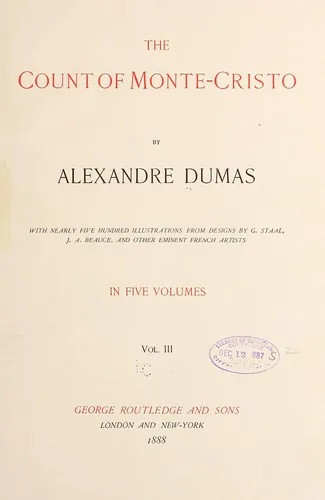 THE
COUNT OF MONTE-CRISTO
BY
ALEXANDRE DUMAS
WITH NEARLY FIVE HUNDRED ILLUSTRATIONS FROM DESIGNS BY G. STAAL,
J. A. BEAUCE, AND OTHER EMINENT FRENCH ARTISTS
IN FIVE VOLUMES
VOL. III
DEC 19 1887
GEORGE ROUTLEDGE AND SONS
LONDON AND NEW-YORK
1888